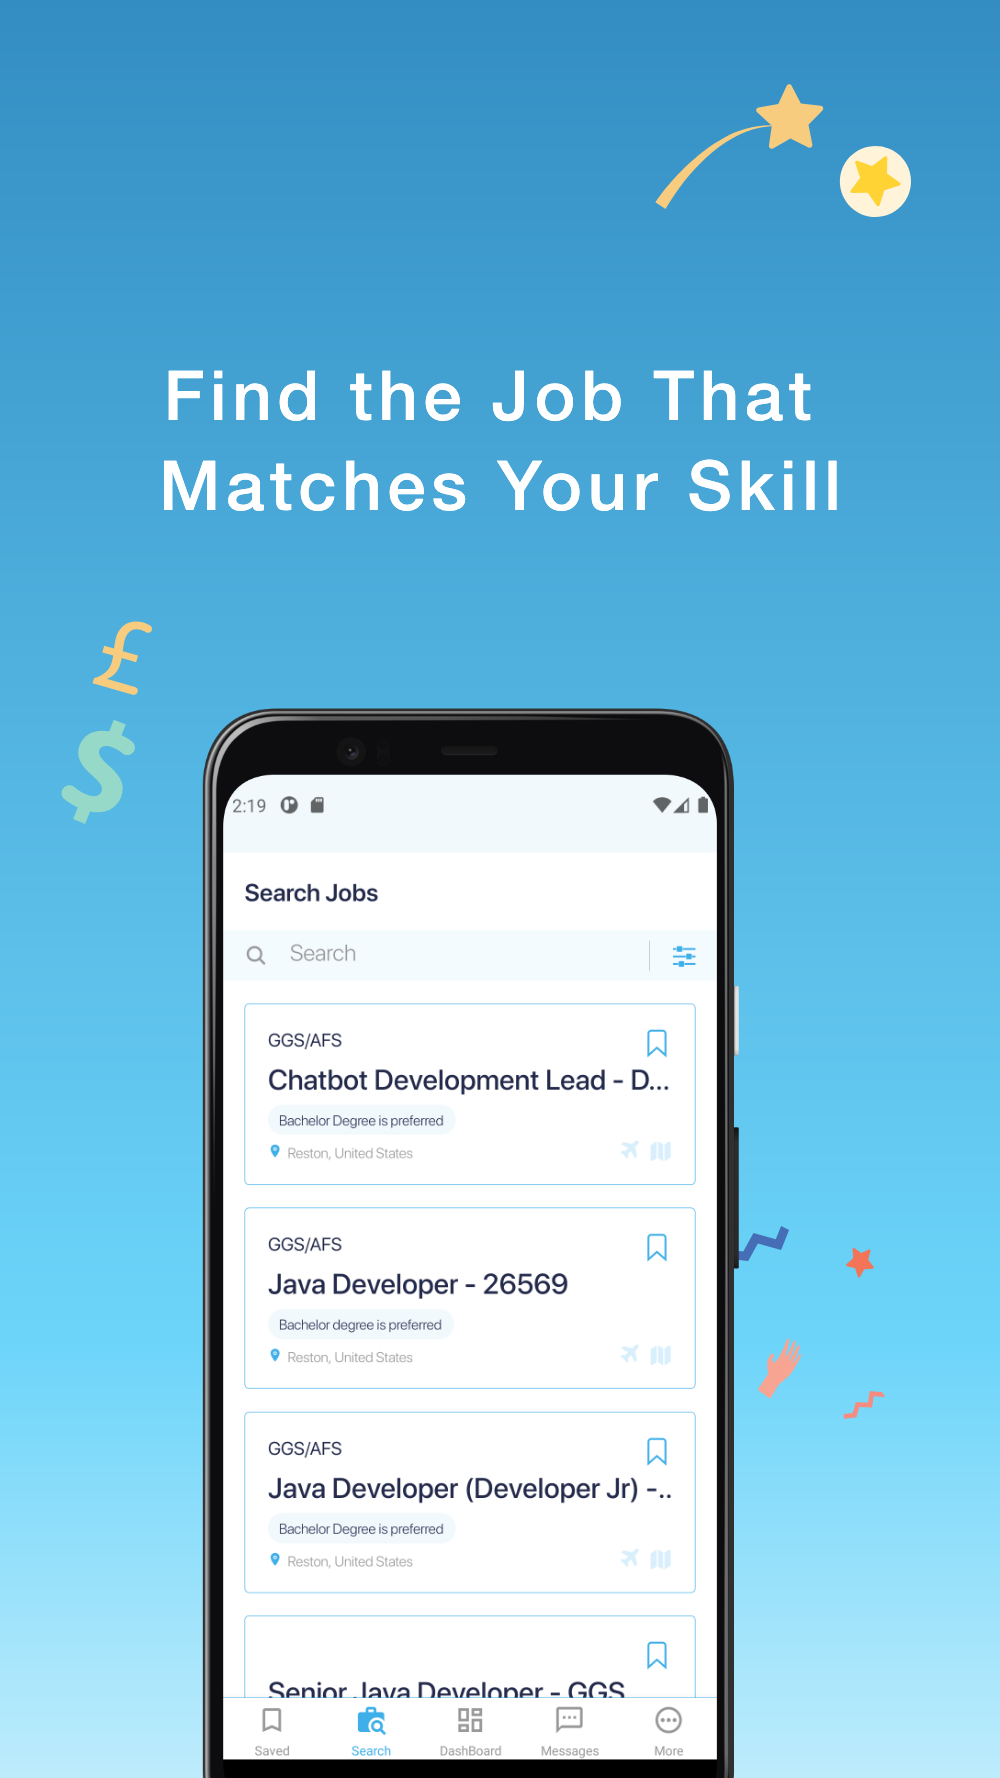 Find the Job That
Matches Your Skill
£
$
2:19
Search Jobs
Search
GGS/AFS
Chatbot Development Lead - D...
Bachelor Degree is preferred
Reston, United States
GGS/AFS
Java Developer - 26569
Bachelor degree is preferred
Reston, United States
GGS/AFS
Java Developer (Developer Jr) -..
Bachelor Degree is preferred
Reston, United States
Senior Java Developer - GGS
Saved
Search
DashBoard
Messages
More